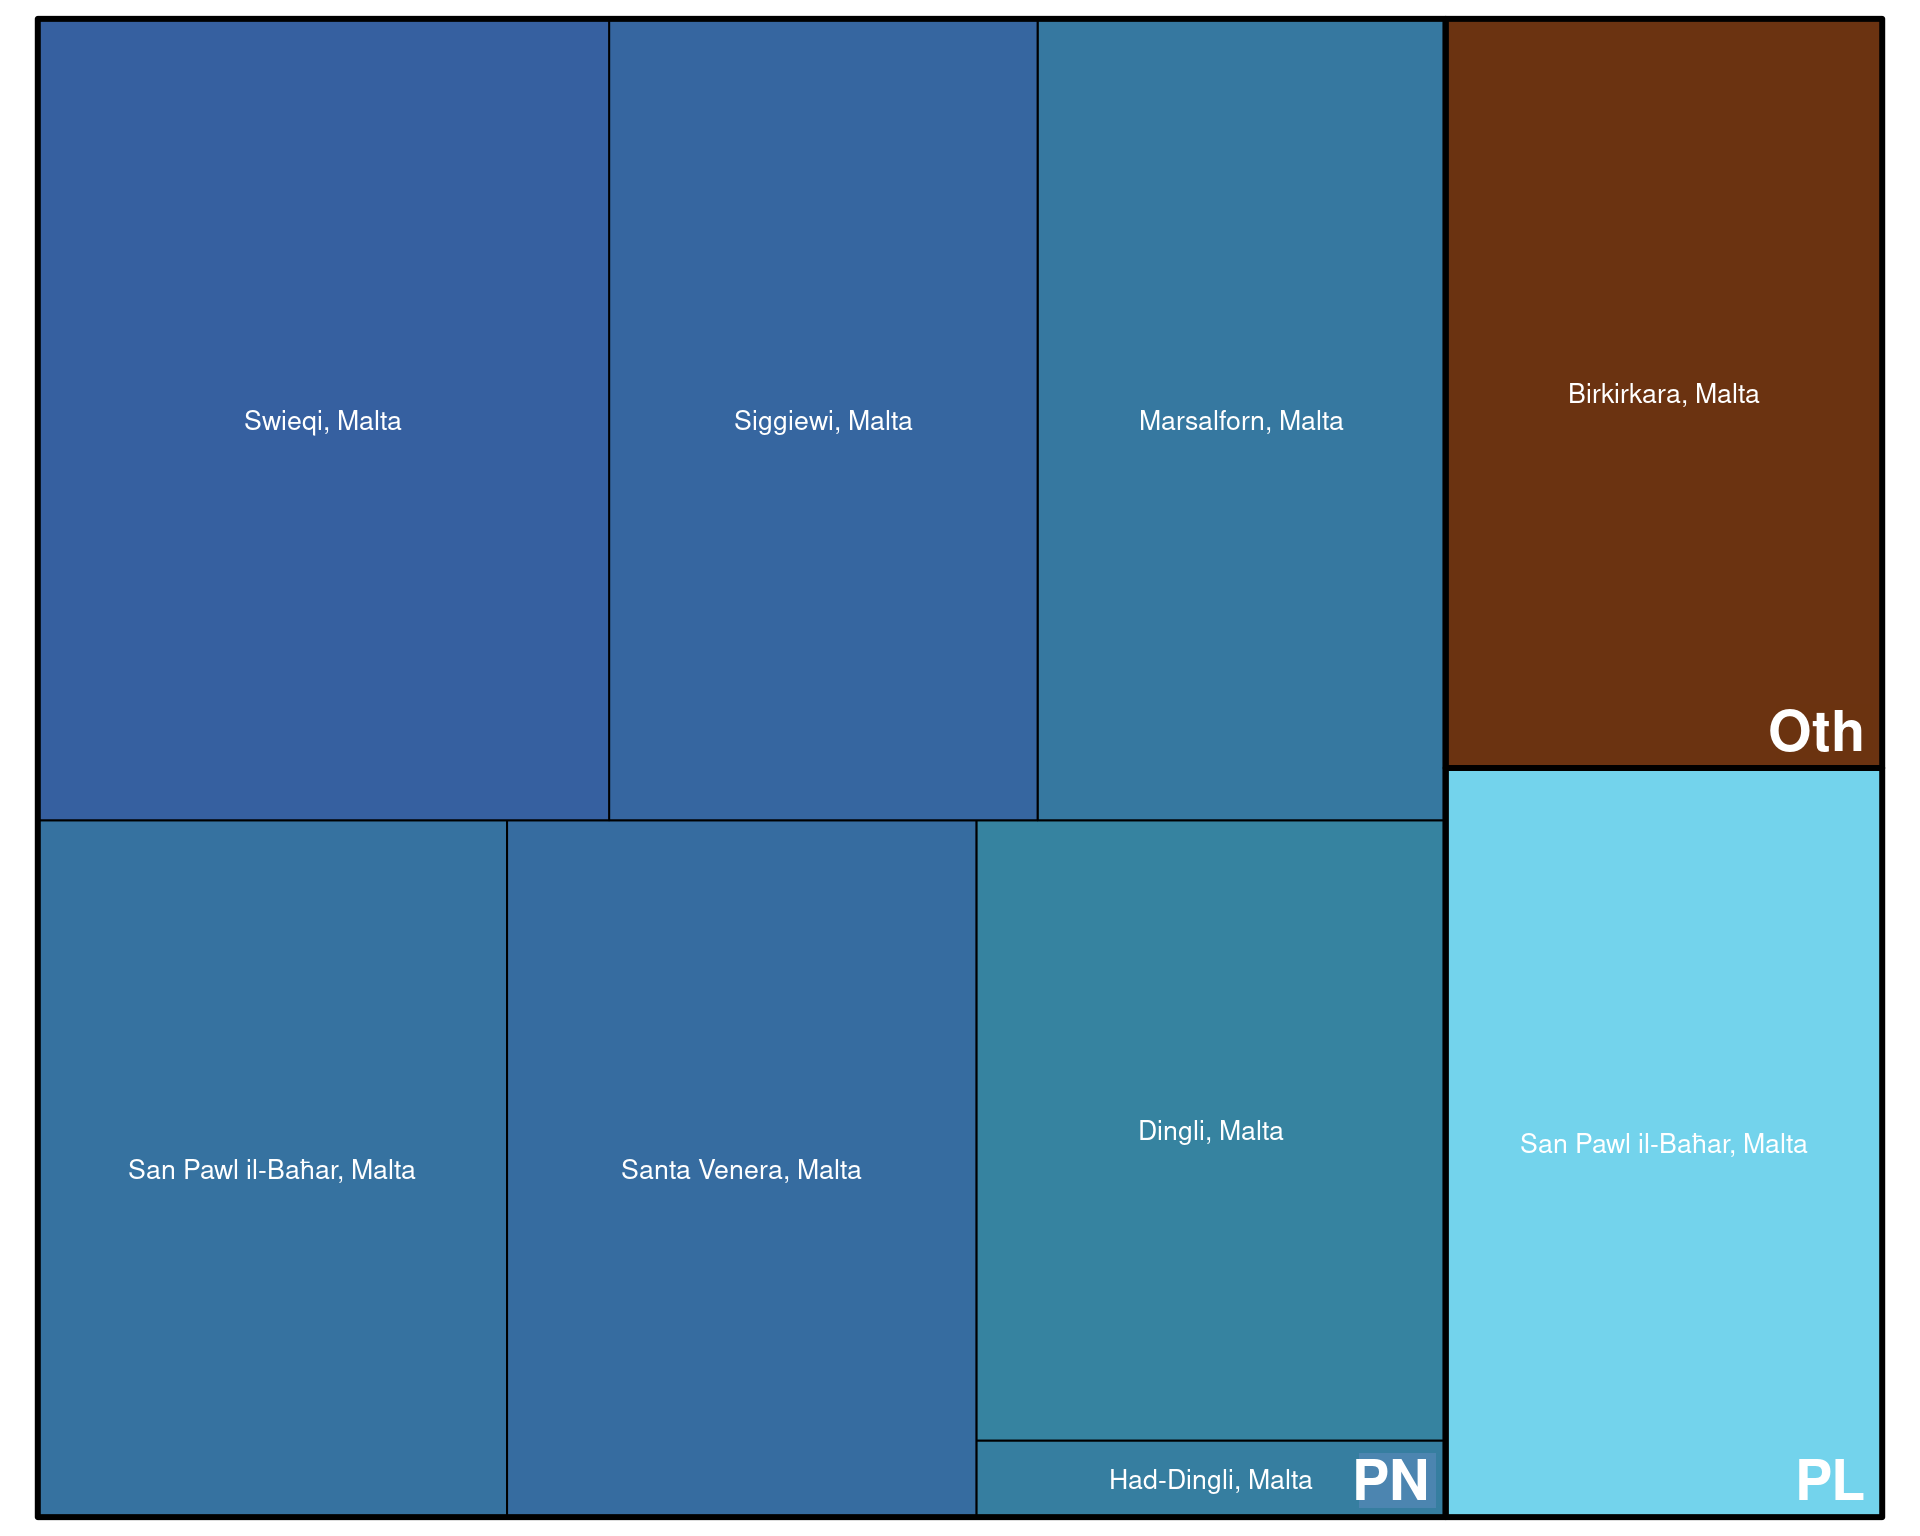 Swieqi, Malta
Siggiewi, Malta
Marsalforn, Malta
Birkirkara, Malta
Oth
San Pawl il-Baħar, Malta
Santa Venera, Malta
Dingli, Malta
Had-Dingli, Malta
PN
San Pawl il-Baħar, Malta
PL